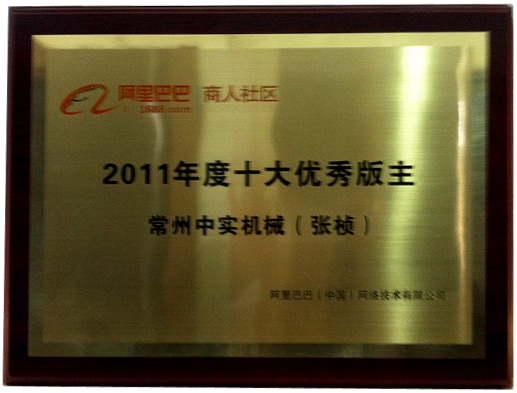 阿里巴巴 商人社区
1688.com
2011年度十大优秀版主
常州中实机械（张桢）
阿里巴巴（中国）网络技术有限公司